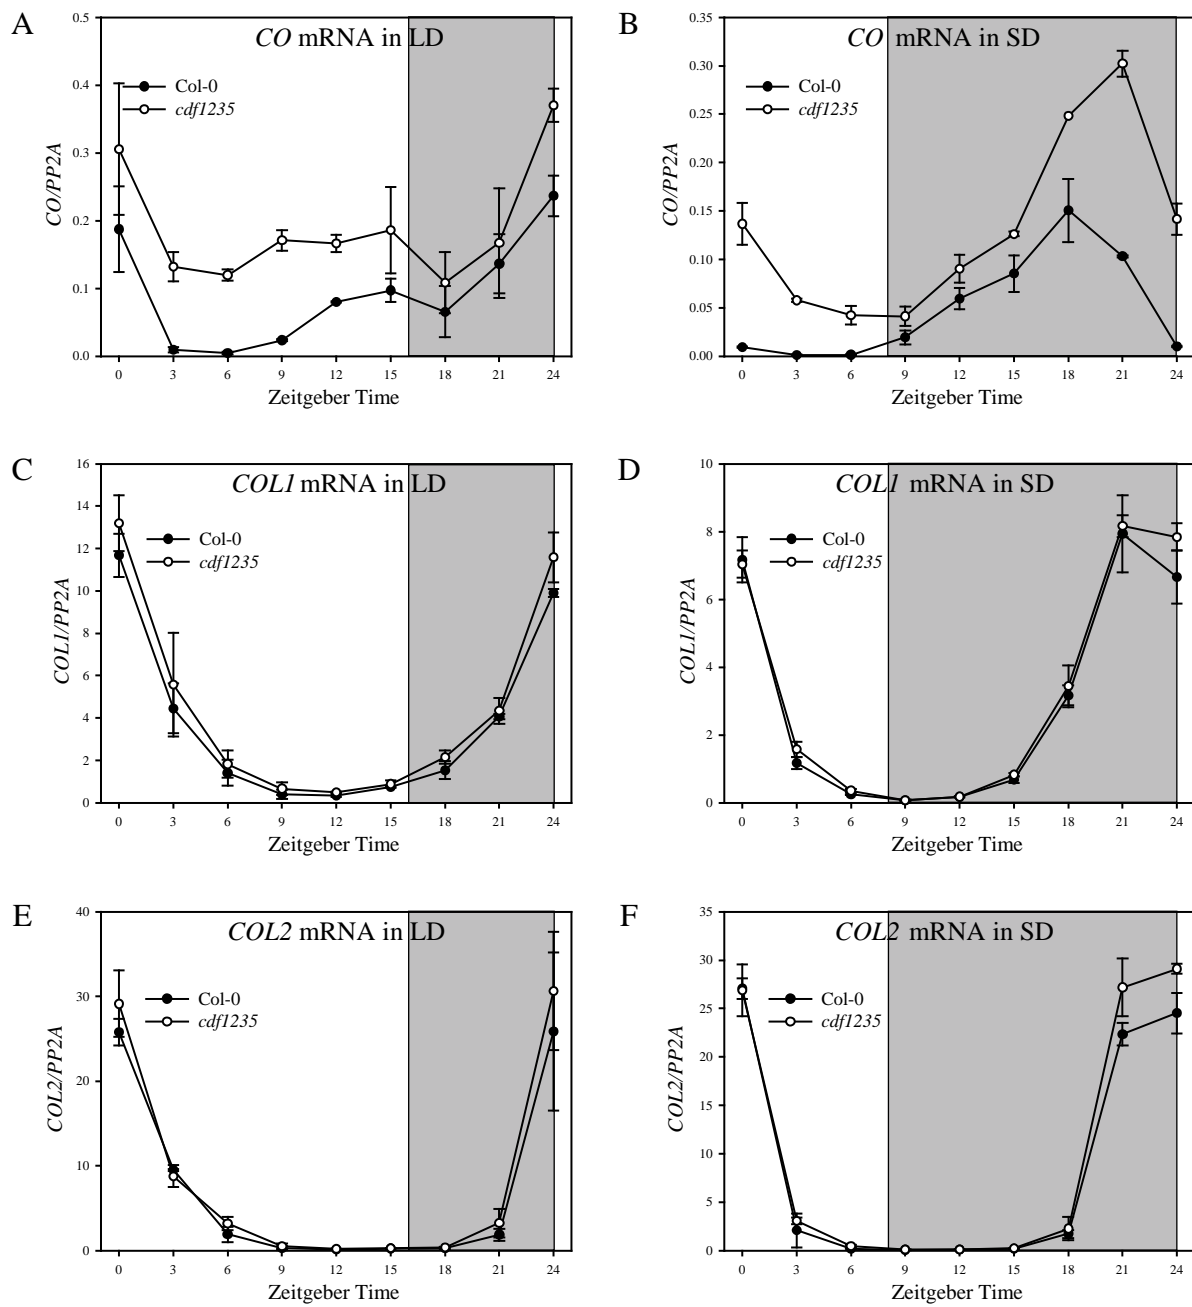 A
CO mRNA in LD
Col-0
cdf1235
CO/PP2A
0.5
0.4
0.3
0.2
0.1
0.0
0 3 6 9 12 15 18 21 24
Zeitgeber Time
B
CO mRNA in SD
Col-0
cdf1235
CO/PP2A
0.35
0.30
0.25
0.20
0.15
0.10
0.05
0.00
0 3 6 9 12 15 18 21 24
Zeitgeber Time
C
COL1 mRNA in LD
Col-0
cdf1235
COL1/PP2A
16
14
12
10
8
6
4
2
0
0 3 6 9 12 15 18 21 24
Zeitgeber Time
D
COL1 mRNA in SD
Col-0
cdf1235
COL1/PP2A
10
8
6
4
2
0
0 3 6 9 12 15 18 21 24
Zeitgeber Time
E
COL2 mRNA in LD
Col-0
cdf1235
COL2/PP2A
40
30
20
10
0
0 3 6 9 12 15 18 21 24
Zeitgeber Time
F
COL2 mRNA in SD
Col-0
cdf1235
COL2/PP2A
35
30
25
20
15
10
5
0
0 3 6 9 12 15 18 21 24
Zeitgeber Time